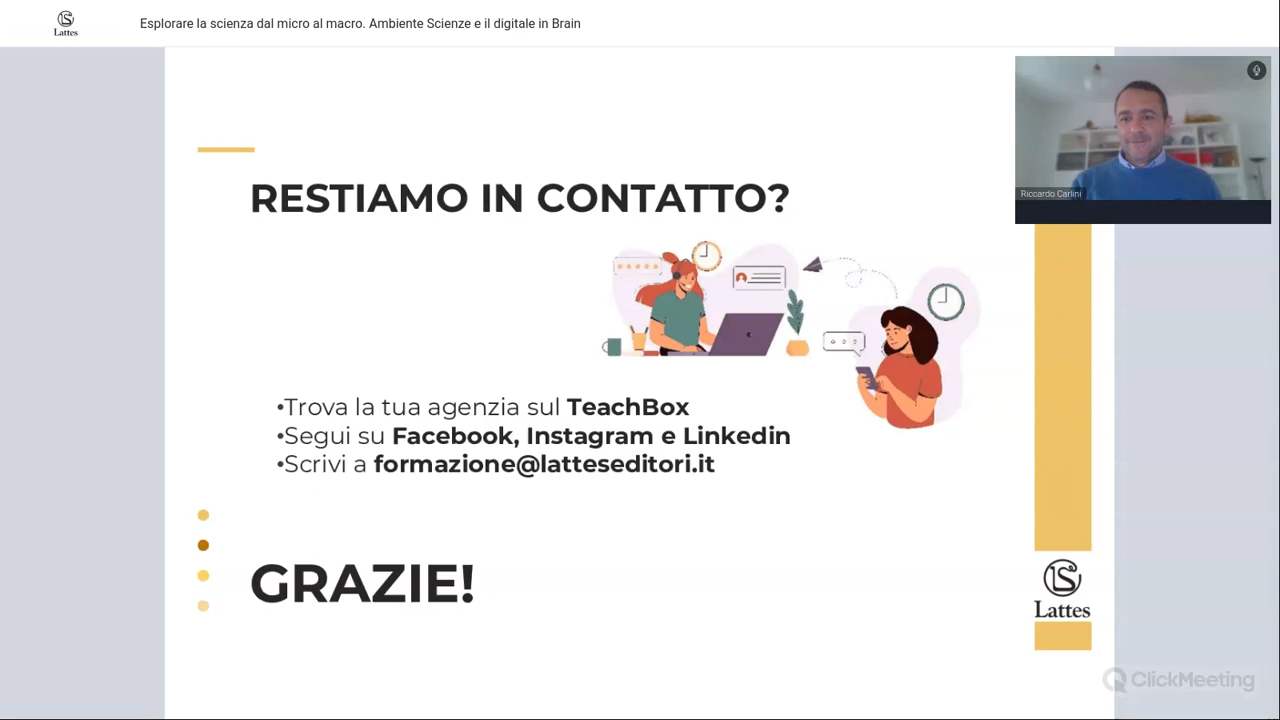 Lattes
Esplorare la scienza dal micro al macro. Ambiente Scienze e il digitale in Brain
Riccardo Carlini
RESTIAMO IN CONTATTO?
•Trova la tua agenzia sul TeachBox
•Segui su Facebook, Instagram e Linkedin
•Scrivi a formazione@latteseditori.it
GRAZIE!
Lattes
ClickMeeting